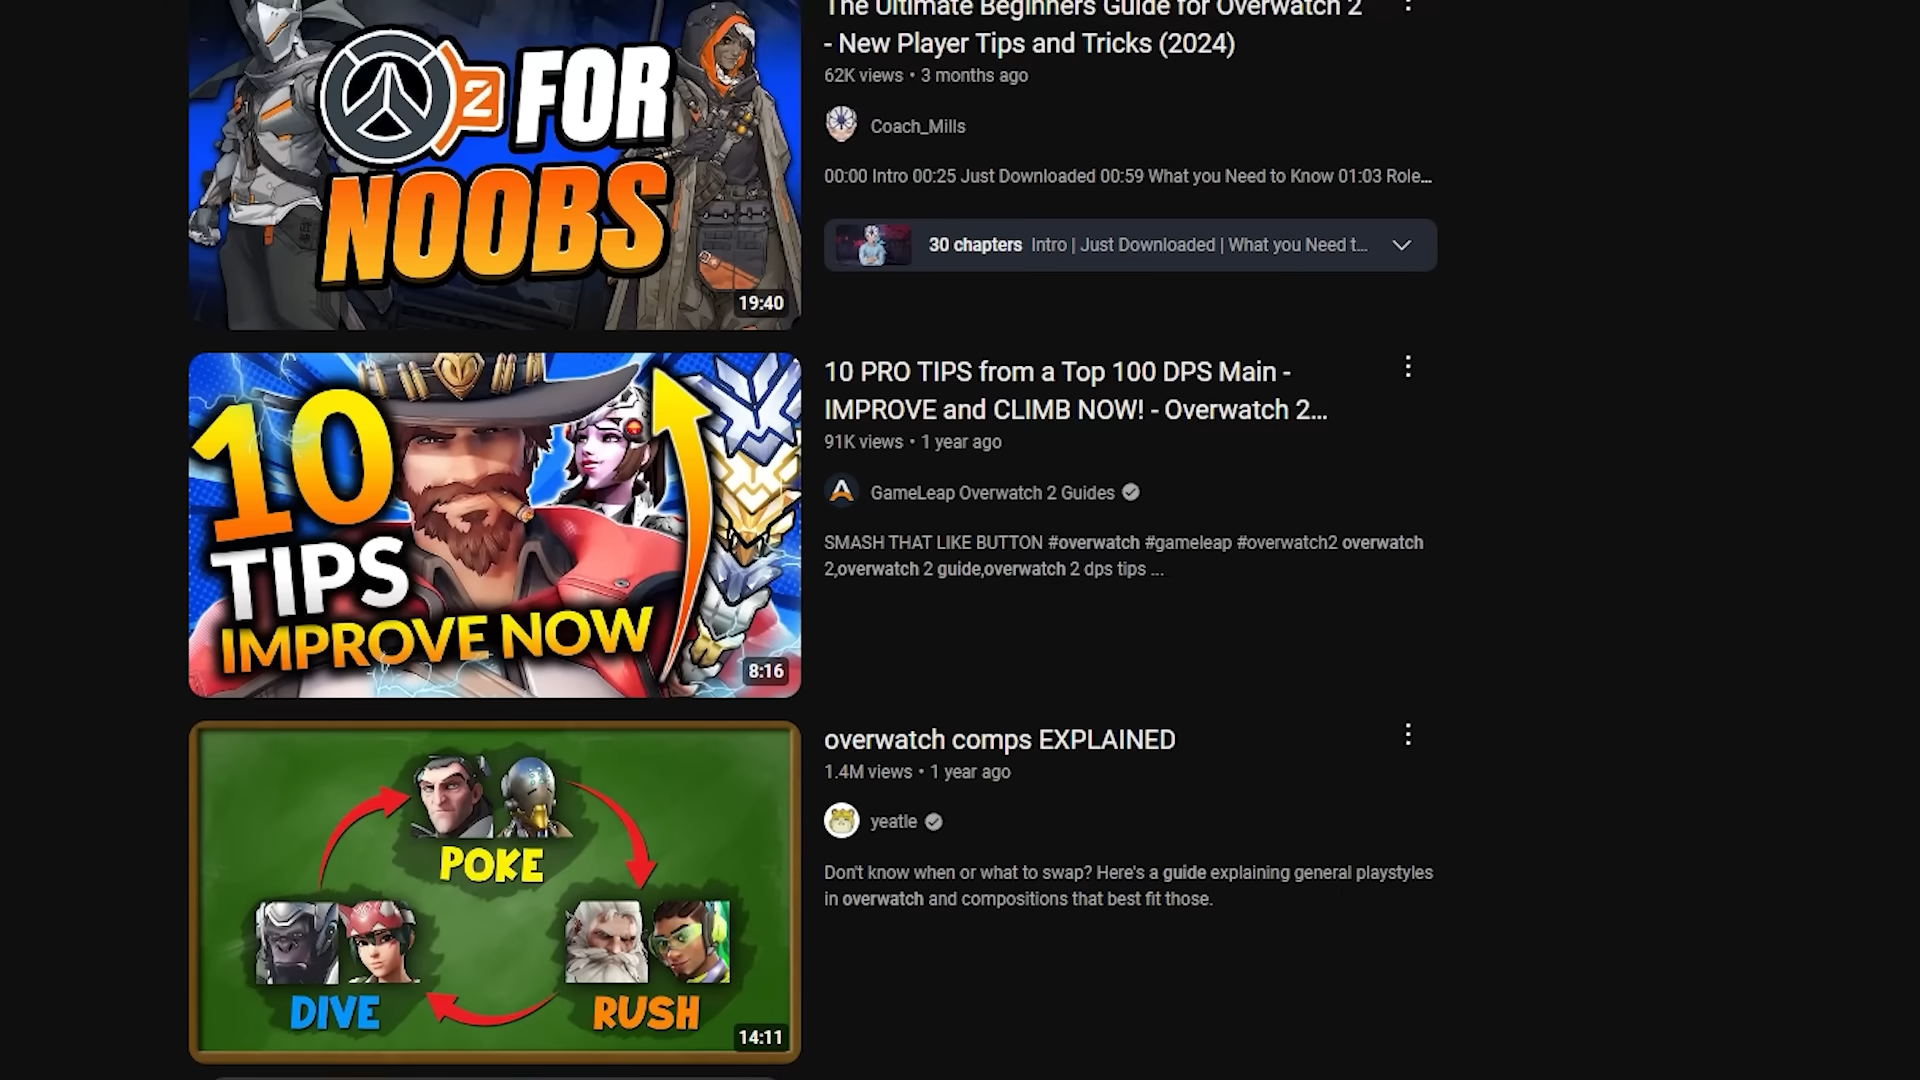 2 FOR
NOOBS
19:40
The Ultimate Beginners Guide for Overwatch 2
- New Player Tips and Tricks (2024)
62K views • 3 months ago
Coach_Mills
00:00 Intro 00:25 Just Downloaded 00:59 What you Need to Know 01:03 Role...
30 chapters Intro | Just Downloaded | What you Need t...
10
TIPS
IMPROVE NOW
8:16
10 PRO TIPS from a Top 100 DPS Main -
IMPROVE and CLIMB NOW! - Overwatch 2...
91K views • 1 year ago
GameLeap Overwatch 2 Guides
SMASH THAT LIKE BUTTON #overwatch #gameleap #overwatch2 overwatch
2,overwatch 2 guide,overwatch 2 dps tips ...
POKE
DIVE
RUSH
14:11
overwatch comps EXPLAINED
1.4M views • 1 year ago
yeatle
Don't know when or what to swap? Here's a guide explaining general playstyles
in overwatch and compositions that best fit those.